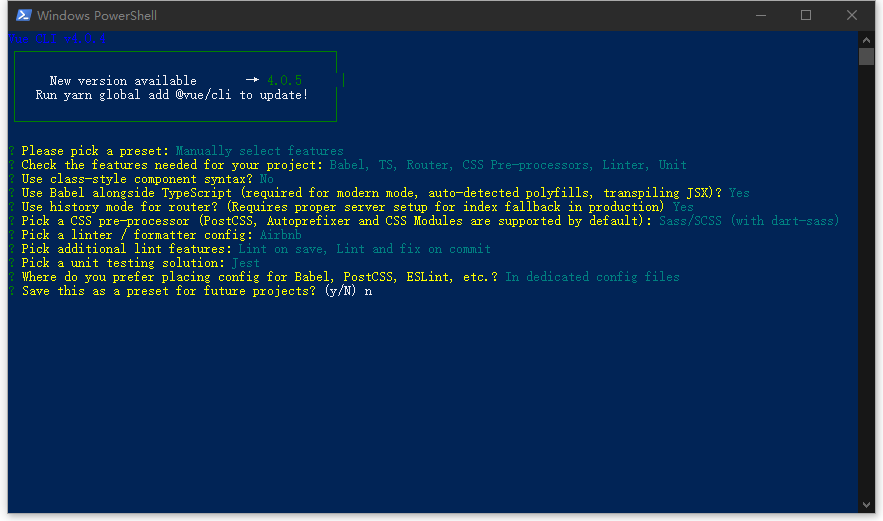 Windows PowerShell
Vue CLI
New version available → 4.0.5
Run yarn global add @vue/cli to update!
? Please pick a preset: Manually select features
? Check the features needed for your project: Babel, TS, Router, CSS Pre-processors, Linter, Unit
? Use class-style component syntax? No
? Use Babel alongside TypeScript (required for modern mode, auto-detected polyfills, transpiling JSX)? Yes
? Use history mode for router? (Requires proper server setup for index fallback in production) Yes
? Pick a CSS pre-processor (PostCSS, Autoprefixer and CSS Modules are supported by default): Sass/SCSS (with dart-sass)
? Pick a linter / formatter config: Airbnb
? Pick additional lint features: Lint on save, Lint and fix on commit
? Pick a unit testing solution: Jest
? Where do you prefer placing config for Babel, PostCSS, ESLint, etc.? In dedicated config files
? Save this as a preset for future projects? (y/N) n